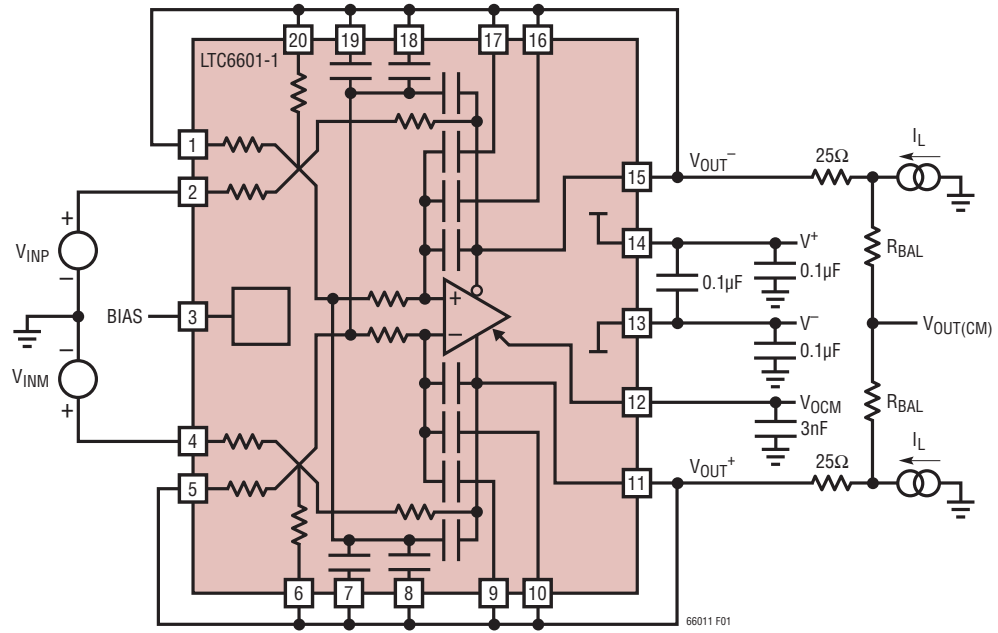 20
19
18
17
16
LTC6601-1
1
2
3
4
5
6
7
8
9
10
11
12
13
14
15
+
VINP
–
BIAS
–
VINM
+
+
–
VOUT–
25Ω
IL
V+
0.1µF
0.1µF
RBAL
V–
0.1µF
VOUT(CM)
VOCM
3nF
RBAL
VOUT+
25Ω
IL
66011 F01